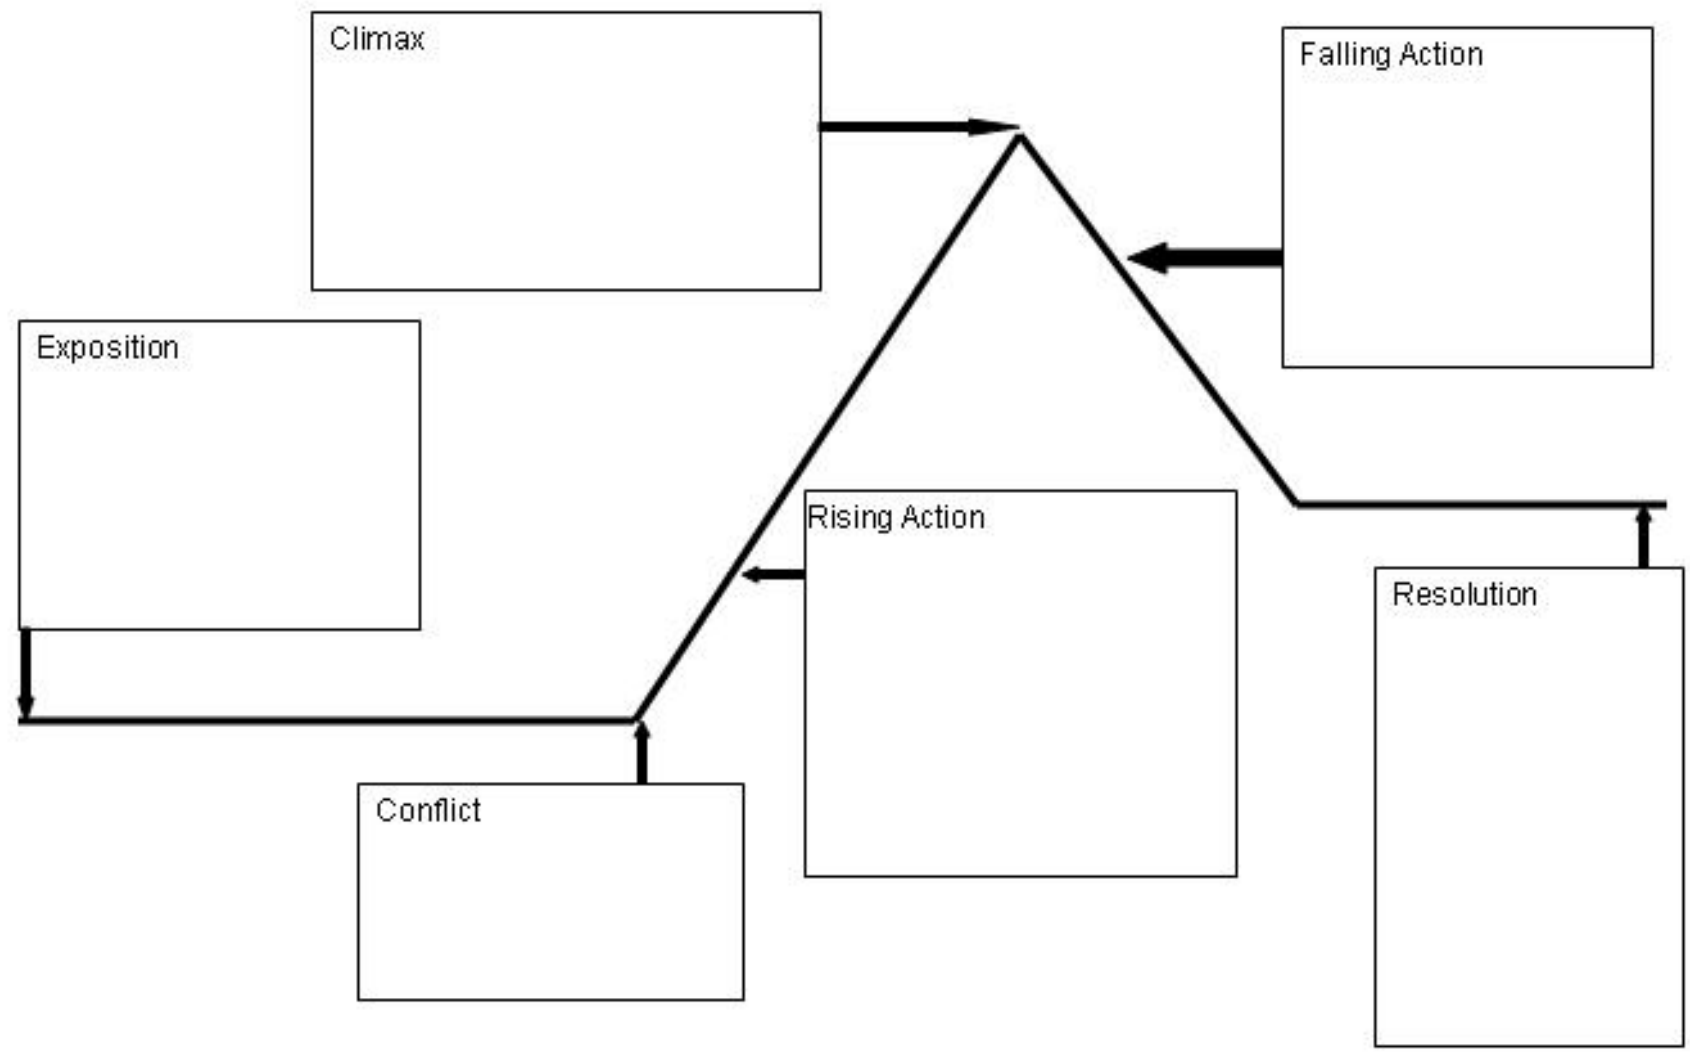 Climax
Falling Action
Exposition
Rising Action
Resolution
Conflict